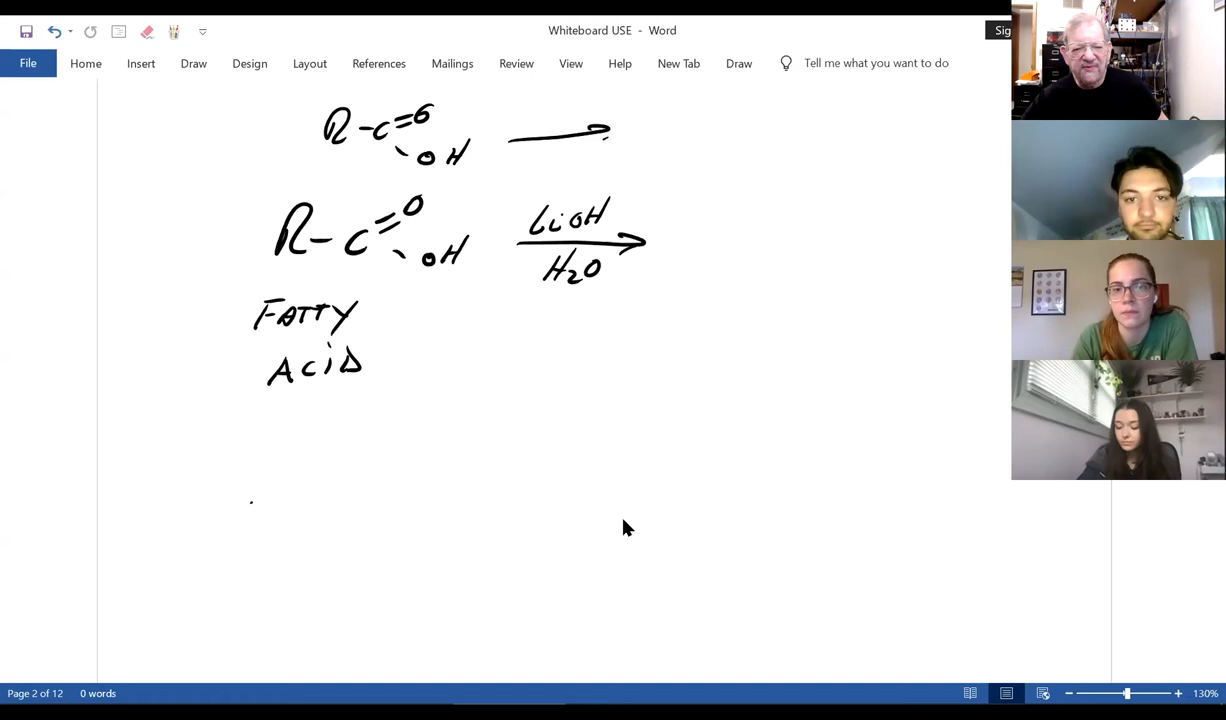 Whiteboard USE - Word
Sig
File Home Insert Draw Design Layout References Mailings Review View Help New Tab Draw Tell me what you want to do
R-C=O
OH
R-C=O
OH
LiOH
H2O
FATTY
ACID
Page 2 of 12 0 words
130%